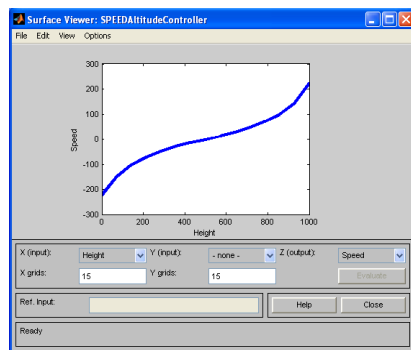 Surface Viewer: SPEEDAltitudeController
File Edit View Options
300
200
100
0
-100
-200
-300
Speed
0 200 400 600 800 1000
Height
X (input): Height Y (input): - none - Z (output): Speed
X grids: 15 Y grids: 15 Evaluate
Ref. Input: Help Close
Ready